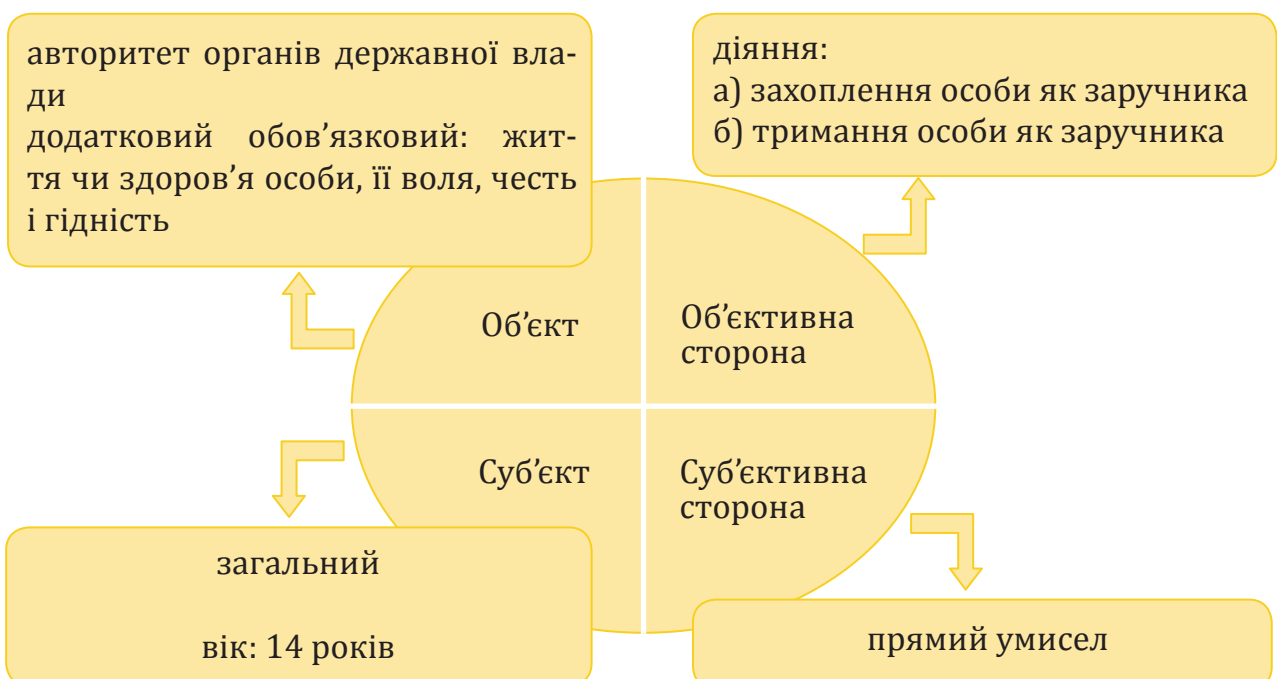 авторитет органів державної вла-
ди
додатковий обов’язковий: жит-
тя чи здоров’я особи, її воля, честь
і гідність
діяння:
а) захоплення особи як заручника
б) тримання особи як заручника
Об’єкт
Об’єктивна
сторона
Суб’єкт
Суб’єктивна
сторона
загальний
вік: 14 років
прямий умисел